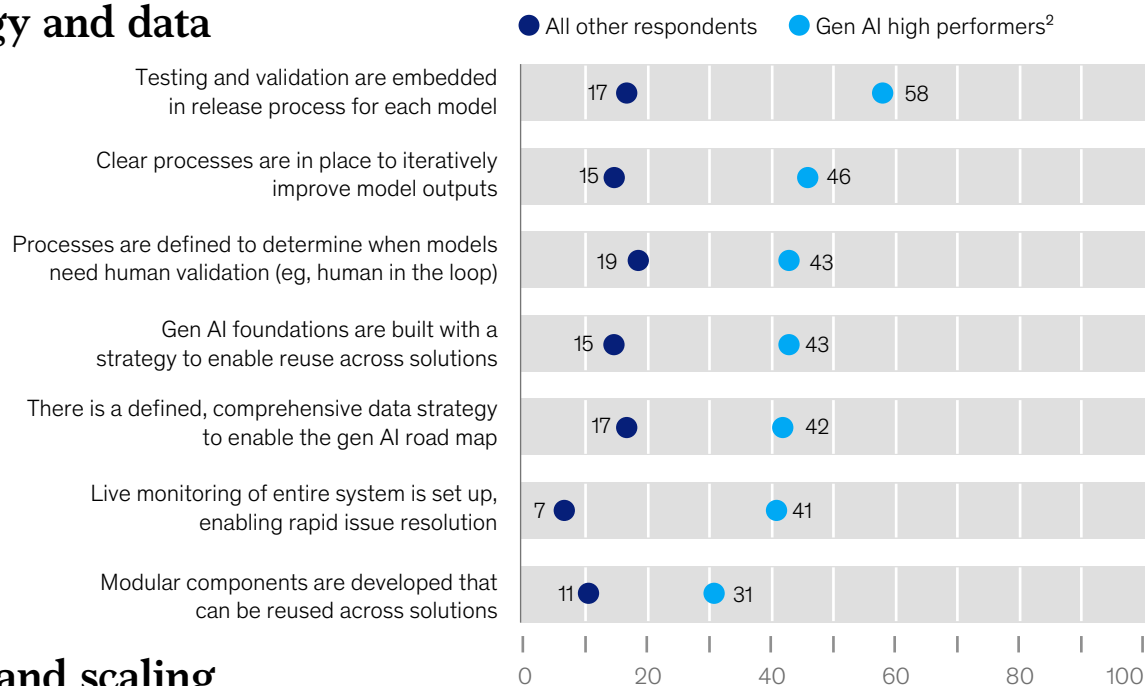 gy and data
All other respondents Gen AI high performers²
Testing and validation are embedded
in release process for each model
17 58
Clear processes are in place to iteratively
improve model outputs
15 46
Processes are defined to determine when models
need human validation (eg, human in the loop)
19 43
Gen AI foundations are built with a
strategy to enable reuse across solutions
15 43
There is a defined, comprehensive data strategy
to enable the gen AI road map
17 42
Live monitoring of entire system is set up,
enabling rapid issue resolution
7 41
Modular components are developed that
can be reused across solutions
11 31
0 20 40 60 80 100
and scaling